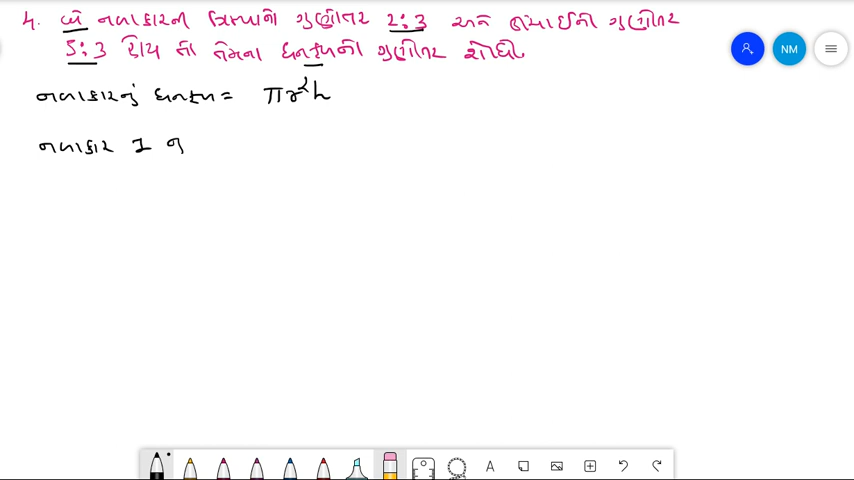 4. બે નળાકારની ત્રિજ્યાનો ગુણોત્તર 2:3 અને ઊંચાઈનો ગુણોત્તર
5:3 હોય તો તેમના ઘનફળનો ગુણોત્તર શોધો.
NM
નળાકારનું ઘનફળ = πr²h
નળાકાર I ન
A